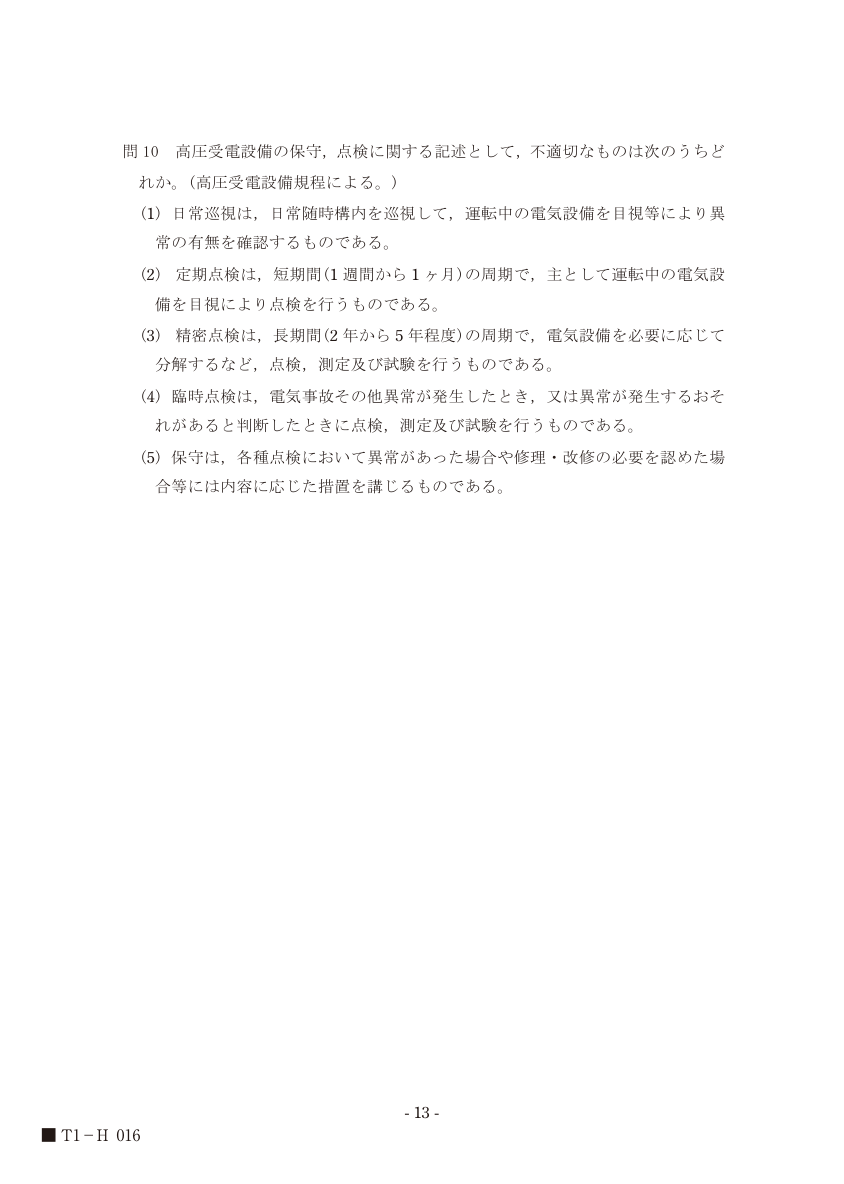 問10　高圧受電設備の保守，点検に関する記述として，不適切なものは次のうちど
れか。(高圧受電設備規程による。)
(1) 日常巡視は，日常随時構内を巡視して，運転中の電気設備を目視等により異
常の有無を確認するものである。
(2) 定期点検は，短期間(1週間から1ヶ月)の周期で，主として運転中の電気設
備を目視により点検を行うものである。
(3) 精密点検は，長期間(2年から5年程度)の周期で，電気設備を必要に応じて
分解するなど，点検，測定及び試験を行うものである。
(4) 臨時点検は，電気事故その他異常が発生したとき，又は異常が発生するおそ
れがあると判断したときに点検，測定及び試験を行うものである。
(5) 保守は，各種点検において異常があった場合や修理・改修の必要を認めた場
合等には内容に応じた措置を講じるものである。
- 13 -
■ T1－H 016